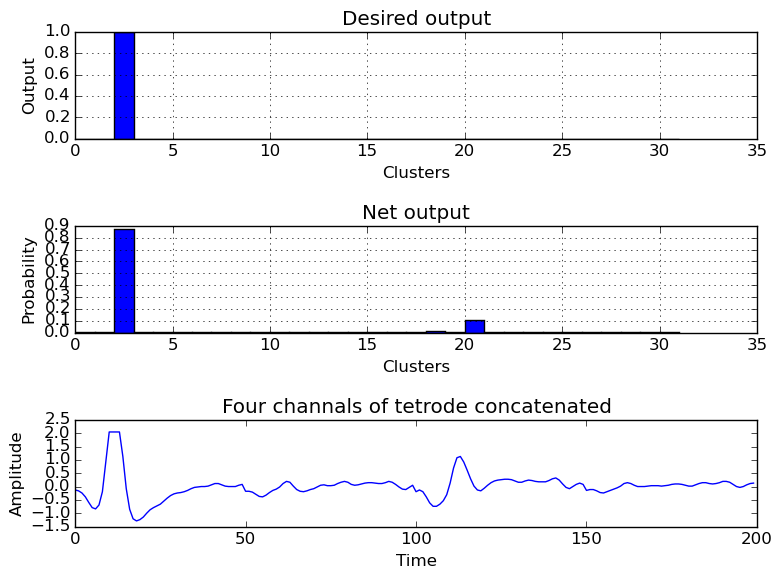 Desired output
1.0
0.8
0.6
0.4
0.2
0.0
Output
0 5 10 15 20 25 30 35
Clusters
Net output
0.9
0.8
0.7
0.6
0.5
0.4
0.3
0.2
0.1
0.0
Probability
0 5 10 15 20 25 30 35
Clusters
Four channals of tetrode concatenated
2.5
2.0
1.5
1.0
0.5
0.0
−0.5
−1.0
−1.5
Amplitude
0 50 100 150 200
Time